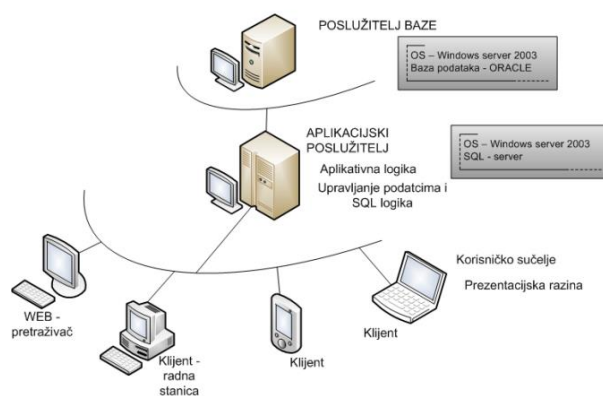 POSLUŽITELJ BAZE
OS – Windows server 2003
Baza podataka - ORACLE
APLIKACIJSKI
POSLUŽITELJ
Aplikativna logika
Upravljanje podatcima i
SQL logika
OS – Windows server 2003
SQL - server
Korisničko sučelje
Prezentacijska razina
WEB -
pretraživač
Klijent -
radna
stanica
Klijent
Klijent